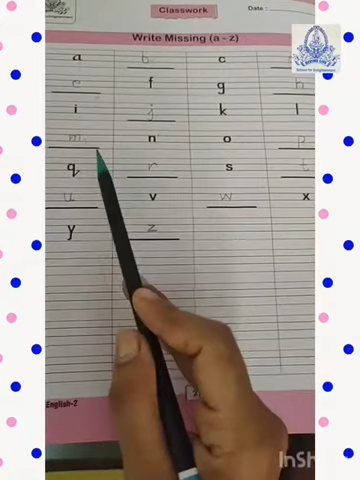 Classwork
Date :
Write Missing (a - z)
a b c
e f g h
i j k l
m n o p
q r s t
u v w x
y z
English-2
InSh